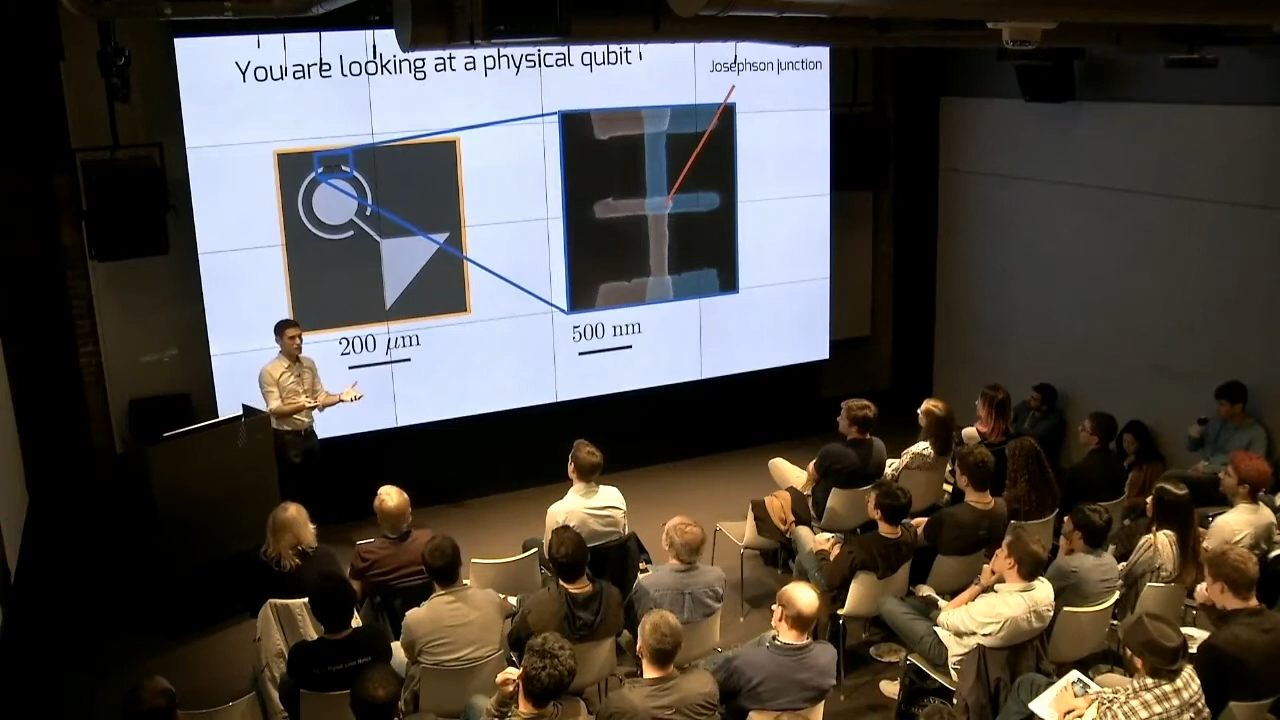 You are looking at a physical qubit
Josephson junction
200 μm
500 nm